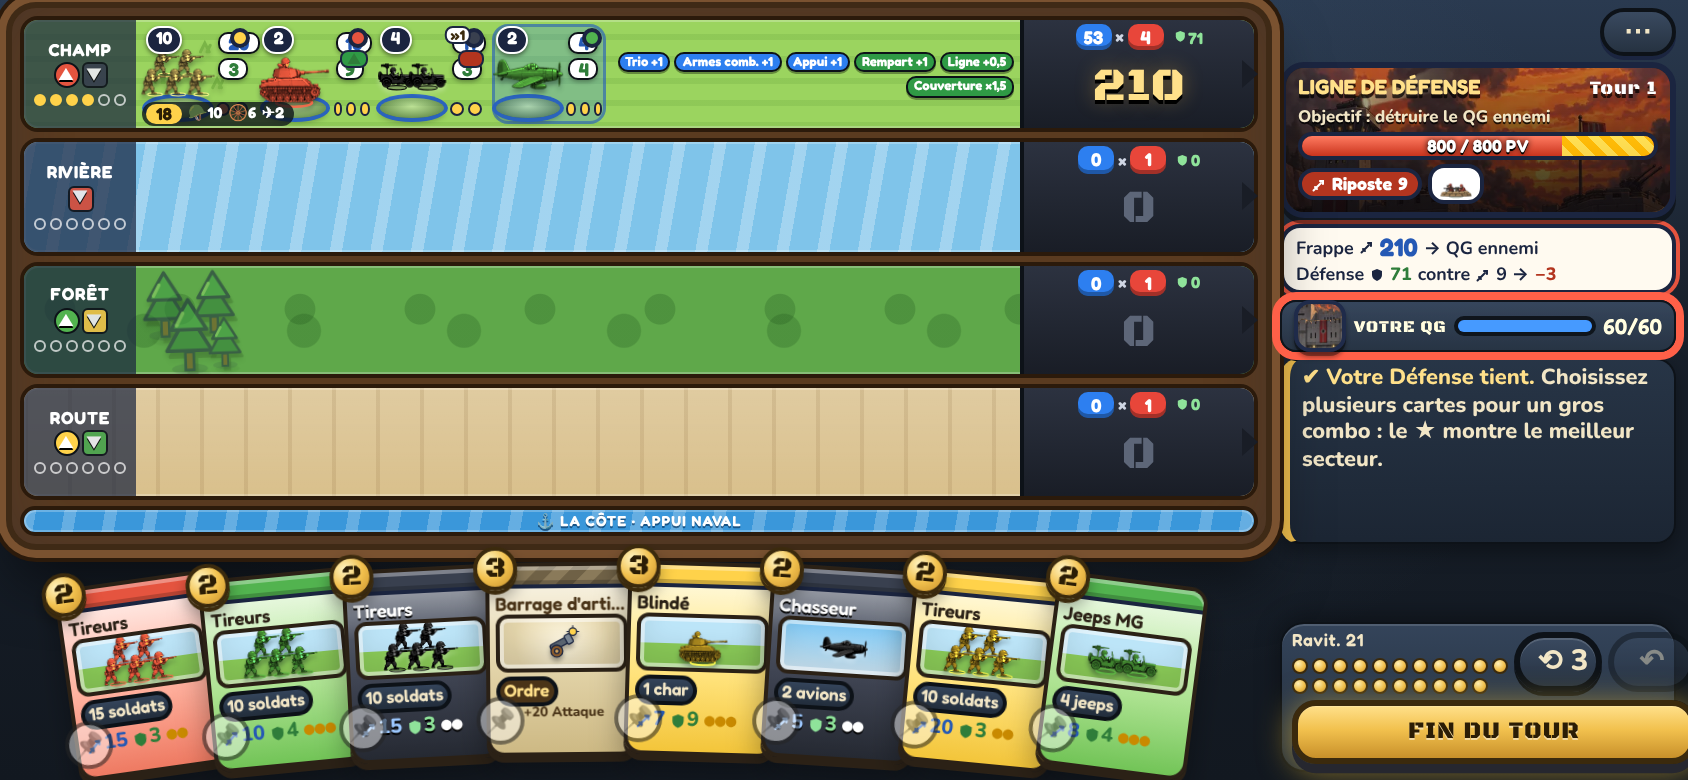 CHAMP
10
2
4
»1
2
3
9
3
4
18
10
6
2
Trio +1
Armes comb. +1
Appui +1
Rempart +1
Ligne +0,5
Couverture ×1,5
53 × 4
71
210
RIVIÈRE
0 × 1
0
0
FORÊT
0 × 1
0
0
ROUTE
0 × 1
0
0
LA CÔTE · APPUI NAVAL
...
LIGNE DE DÉFENSE
Tour 1
Objectif : détruire le QG ennemi
800 / 800 PV
Riposte 9
Frappe 210 → QG ennemi
Défense 71 contre 9 → −3
VOTRE QG
60/60
✔ Votre Défense tient. Choisissez
plusieurs cartes pour un gros
combo : le ★ montre le meilleur
secteur.
2
Tireurs
15 soldats
15 3
2
Tireurs
10 soldats
10 4
2
Tireurs
10 soldats
15 3
3
Barrage d'arti...
Ordre
+20 Attaque
3
Blindé
1 char
7 9
2
Chasseur
2 avions
5 3
2
Tireurs
10 soldats
20 3
2
Jeeps MG
4 jeeps
8 4
Ravit. 21
3
FIN DU TOUR